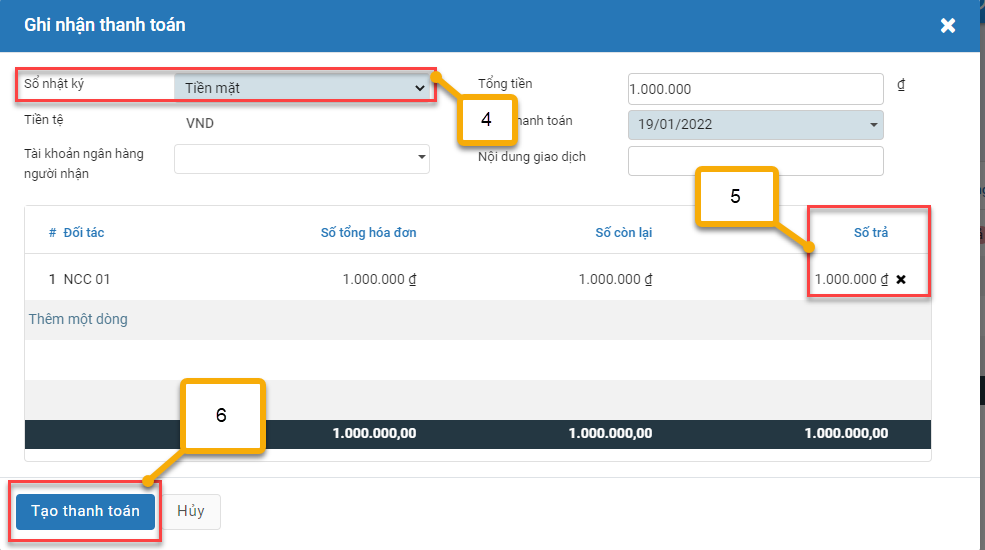 Ghi nhận thanh toán
Sổ nhật ký Tiền mặt Tổng tiền 1.000.000 ₫
4
Tiền tệ VND hanh toán 19/01/2022
Tài khoản ngân hàng người nhận Nội dung giao dịch
5
# Đối tác Số tổng hóa đơn Số còn lại Số trả
1 NCC 01 1.000.000 ₫ 1.000.000 ₫ 1.000.000 ₫
Thêm một dòng
6
1.000.000,00 1.000.000,00 1.000.000,00
Tạo thanh toán Hủy